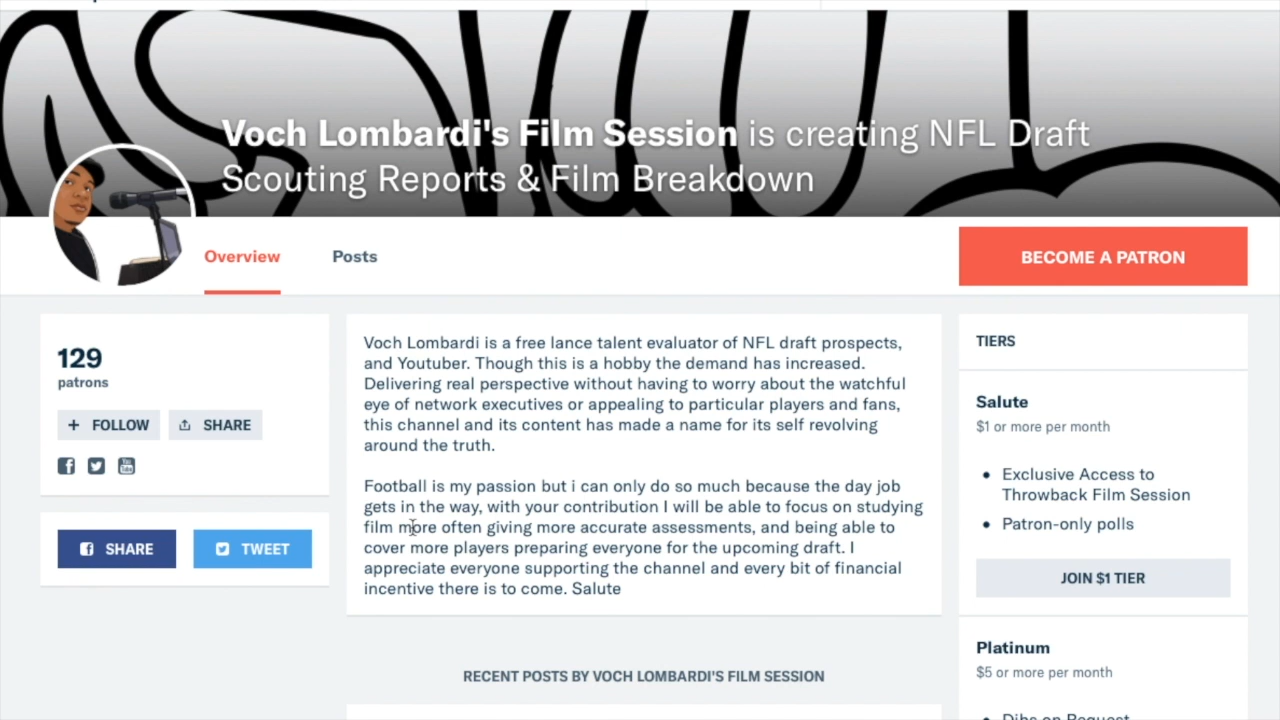 Voch Lombardi's Film Session is creating NFL Draft
Scouting Reports & Film Breakdown
Overview
Posts
BECOME A PATRON
129
patrons
+ FOLLOW
SHARE
SHARE
TWEET
Voch Lombardi is a free lance talent evaluator of NFL draft prospects,
and Youtuber. Though this is a hobby the demand has increased.
Delivering real perspective without having to worry about the watchful
eye of network executives or appealing to particular players and fans,
this channel and its content has made a name for its self revolving
around the truth.
Football is my passion but i can only do so much because the day job
gets in the way, with your contribution I will be able to focus on studying
film more often giving more accurate assessments, and being able to
cover more players preparing everyone for the upcoming draft. I
appreciate everyone supporting the channel and every bit of financial
incentive there is to come. Salute
RECENT POSTS BY VOCH LOMBARDI'S FILM SESSION
TIERS
Salute
$1 or more per month
Exclusive Access to
Throwback Film Session
Patron-only polls
JOIN $1 TIER
Platinum
$5 or more per month
Dibs on Request